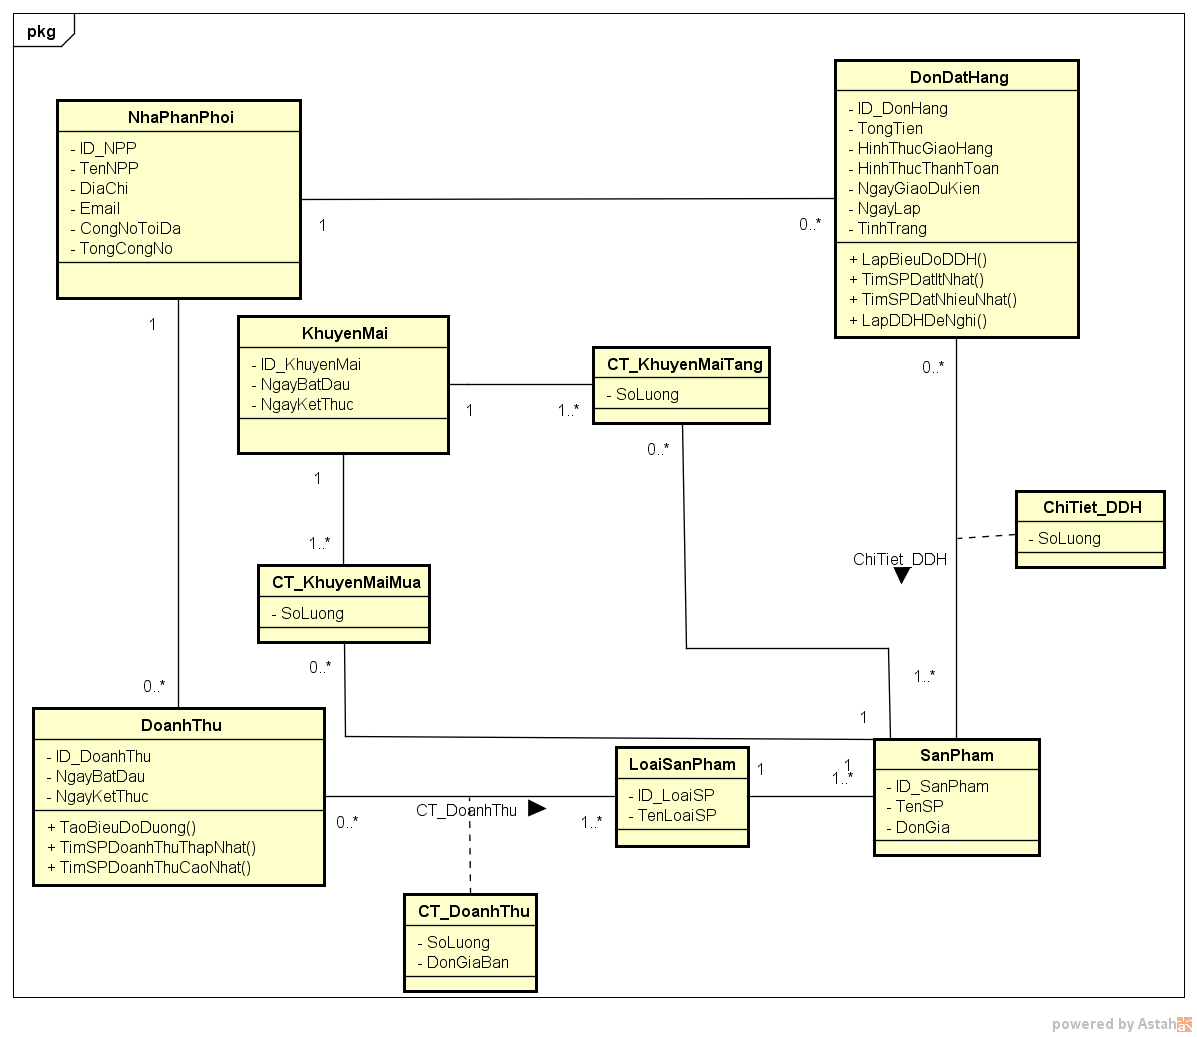 pkg
NhaPhanPhoi
- ID_NPP
- TenNPP
- DiaChi
- Email
- CongNoToiDa
- TongCongNo
DonDatHang
- ID_DonHang
- TongTien
- HinhThucGiaoHang
- HinhThucThanhToan
- NgayGiaoDuKien
- NgayLap
- TinhTrang
+ LapBieuDoDDH()
+ TimSPDatItNhat()
+ TimSPDatNhieuNhat()
+ LapDDHDeNghi()
1
0..*
1
0..*
KhuyenMai
- ID_KhuyenMai
- NgayBatDau
- NgayKetThuc
CT_KhuyenMaiTang
- SoLuong
1
1..*
0..*
1
1..*
ChiTiet_DDH
- SoLuong
ChiTiet_DDH
CT_KhuyenMaiMua
- SoLuong
0..*
1..*
0..*
1
DoanhThu
- ID_DoanhThu
- NgayBatDau
- NgayKetThuc
+ TaoBieuDoDuong()
+ TimSPDoanhThuThapNhat()
+ TimSPDoanhThuCaoNhat()
LoaiSanPham
- ID_LoaiSP
- TenLoaiSP
SanPham
- ID_SanPham
- TenSP
- DonGia
1
1
1..*
0..*
CT_DoanhThu
1..*
CT_DoanhThu
- SoLuong
- DonGiaBan
powered by Astah